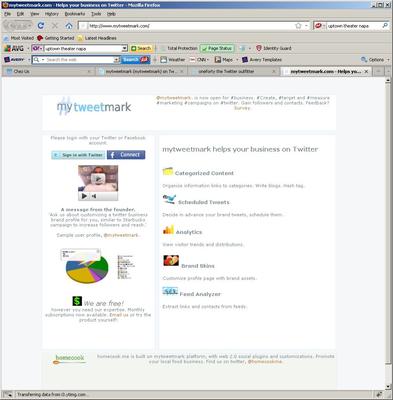 mytweetmark.com - Helps you business on Twitter - Mozilla Firefox
File Edit View History Bookmarks Tools Help
http://www.mytweetmark.com/
uptown theater napa
Most Visited Getting Started Latest Headlines
AVG uptown theater napa Search Total Protection Page Status Identity Guard
Avery Search the web Search Weather CNN Maps Avery Templates Options
Chez Us mytweetmark (mytweetmark) on Tw... oneforty the Twitter outfitter mytweetmark.com - Helps yo...
mytweetmark
@mytweetmark. is now open for #business. #Create, #target and #measure
#marketing #campaigns on #twitter. Gain followers and contacts. FeedBack?
Survey.
Please login with your Twitter or Facebook
account.
Sign in with Twitter Connect
A message from the founder.
'Ask us about customizing a twitter business
brand profile for you, similar to Starbucks
campaign to increase followers and reach.'
Sample user profile, @mytweetmark.
We are free!
however you need our expertise. Monthly
subscriptions now available. Email us or try the
product yourself!
mytweetmark helps your business on Twitter
Categorized Content
Organize information links to categories. Write blogs. Hash tag.
Scheduled Tweets
Decide in advance your brand tweets, schedule them.
Analytics
View visitor trends and distributions.
Brand Skins
Customize profile page with brand assets.
Feed Analyzer
Extract links and contacts from feeds.
homecook
homecook.me is built on mytweetmark platform, with web 2.0 social plugins and customizations. Promote
your local food business. Find us on twitter, @homecookme.
Transferring data from i3.ytimg.com...